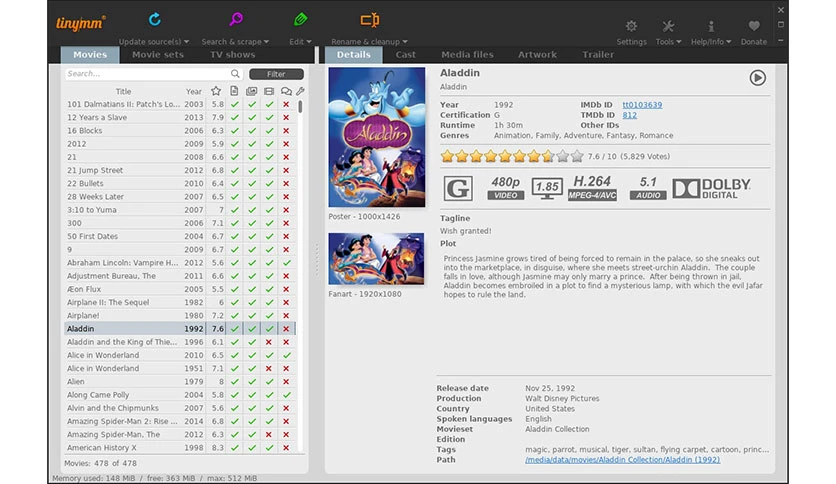 tinymm®
Update source(s)
Search & scrape
Edit
Rename & cleanup
Settings
Tools
Help/Info
Donate
Movies
Movie sets
TV shows
Details
Cast
Media files
Artwork
Trailer
Search...
Filter
Title Year
101 Dalmatians II: Patch's Lo... 2003 5.8
12 Years a Slave 2013 7.9
16 Blocks 2006 6.3
2012 2009 5.9
21 2008 6.6
21 Jump Street 2012 6.8
22 Bullets 2010 6.4
28 Weeks Later 2007 6.5
3:10 to Yuma 2007 7
300 2006 7.1
50 First Dates 2004 6.7
9 2009 6.7
Abraham Lincoln: Vampire H... 2012 5.6
Adjustment Bureau, The 2011 6.6
Æon Flux 2005 5.5
Airplane II: The Sequel 1982 6
Airplane! 1980 7.2
Aladdin 1992 7.6
Aladdin and the King of Thie... 1996 6.1
Alice in Wonderland 2010 6.5
Alice in Wonderland 1951 7.1
Alien 1979 8
Along Came Polly 2004 5.8
Alvin and the Chipmunks 2007 5.6
Amazing Spider-Man 2: Rise ... 2014 6.8
Amazing Spider-Man, The 2012 6.3
American History X 1998 8.3
Movies: 478 of 478
Memory used: 148 MiB / free: 363 MiB / max: 512 MiB
Aladdin
Poster - 1000x1426
Fanart - 1920x1080
Aladdin
Aladdin
Year 1992 IMDb ID tt0103639
Certification G TMDb ID 812
Runtime 1h 30m Other IDs
Genres Animation, Family, Adventure, Fantasy, Romance
7.6 / 10 (5,829 Votes)
G
480p
VIDEO
1.85
H.264
MPEG-4/AVC
5.1
AUDIO
DOLBY
DIGITAL
Tagline
Wish granted!
Plot
Princess Jasmine grows tired of being forced to remain in the palace, so she sneaks out
into the marketplace, in disguise, where she meets street-urchin Aladdin. The couple
falls in love, although Jasmine may only marry a prince. After being thrown in jail,
Aladdin becomes embroiled in a plot to find a mysterious lamp, with which the evil Jafar
hopes to rule the land.
Release date Nov 25, 1992
Production Walt Disney Pictures
Country United States
Spoken languages English
Movieset Aladdin Collection
Edition
Tags magic, parrot, musical, tiger, sultan, flying carpet, cartoon, princ...
Path /media/data/movies/Aladdin Collection/Aladdin (1992)